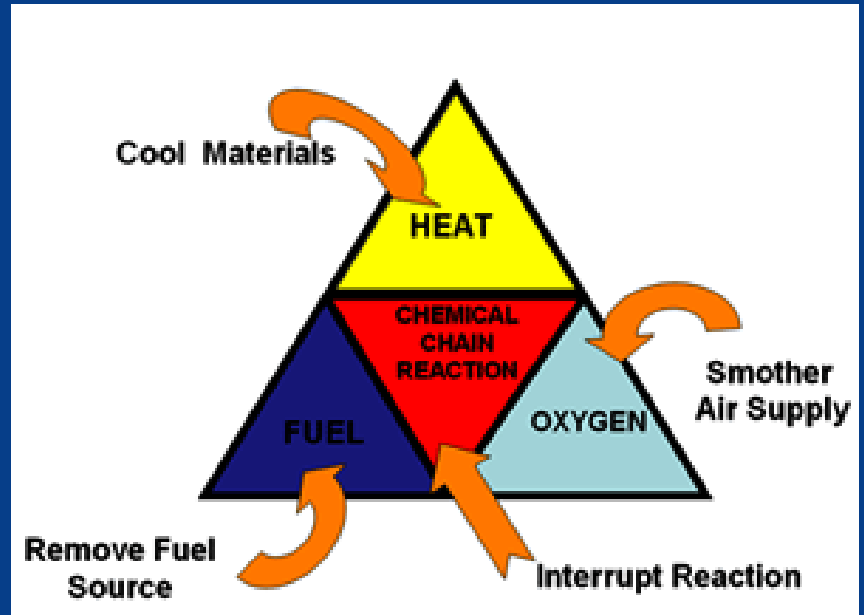 Cool Materials
HEAT
CHEMICAL
CHAIN
REACTION
FUEL
OXYGEN
Smother
Air Supply
Remove Fuel
Source
Interrupt Reaction